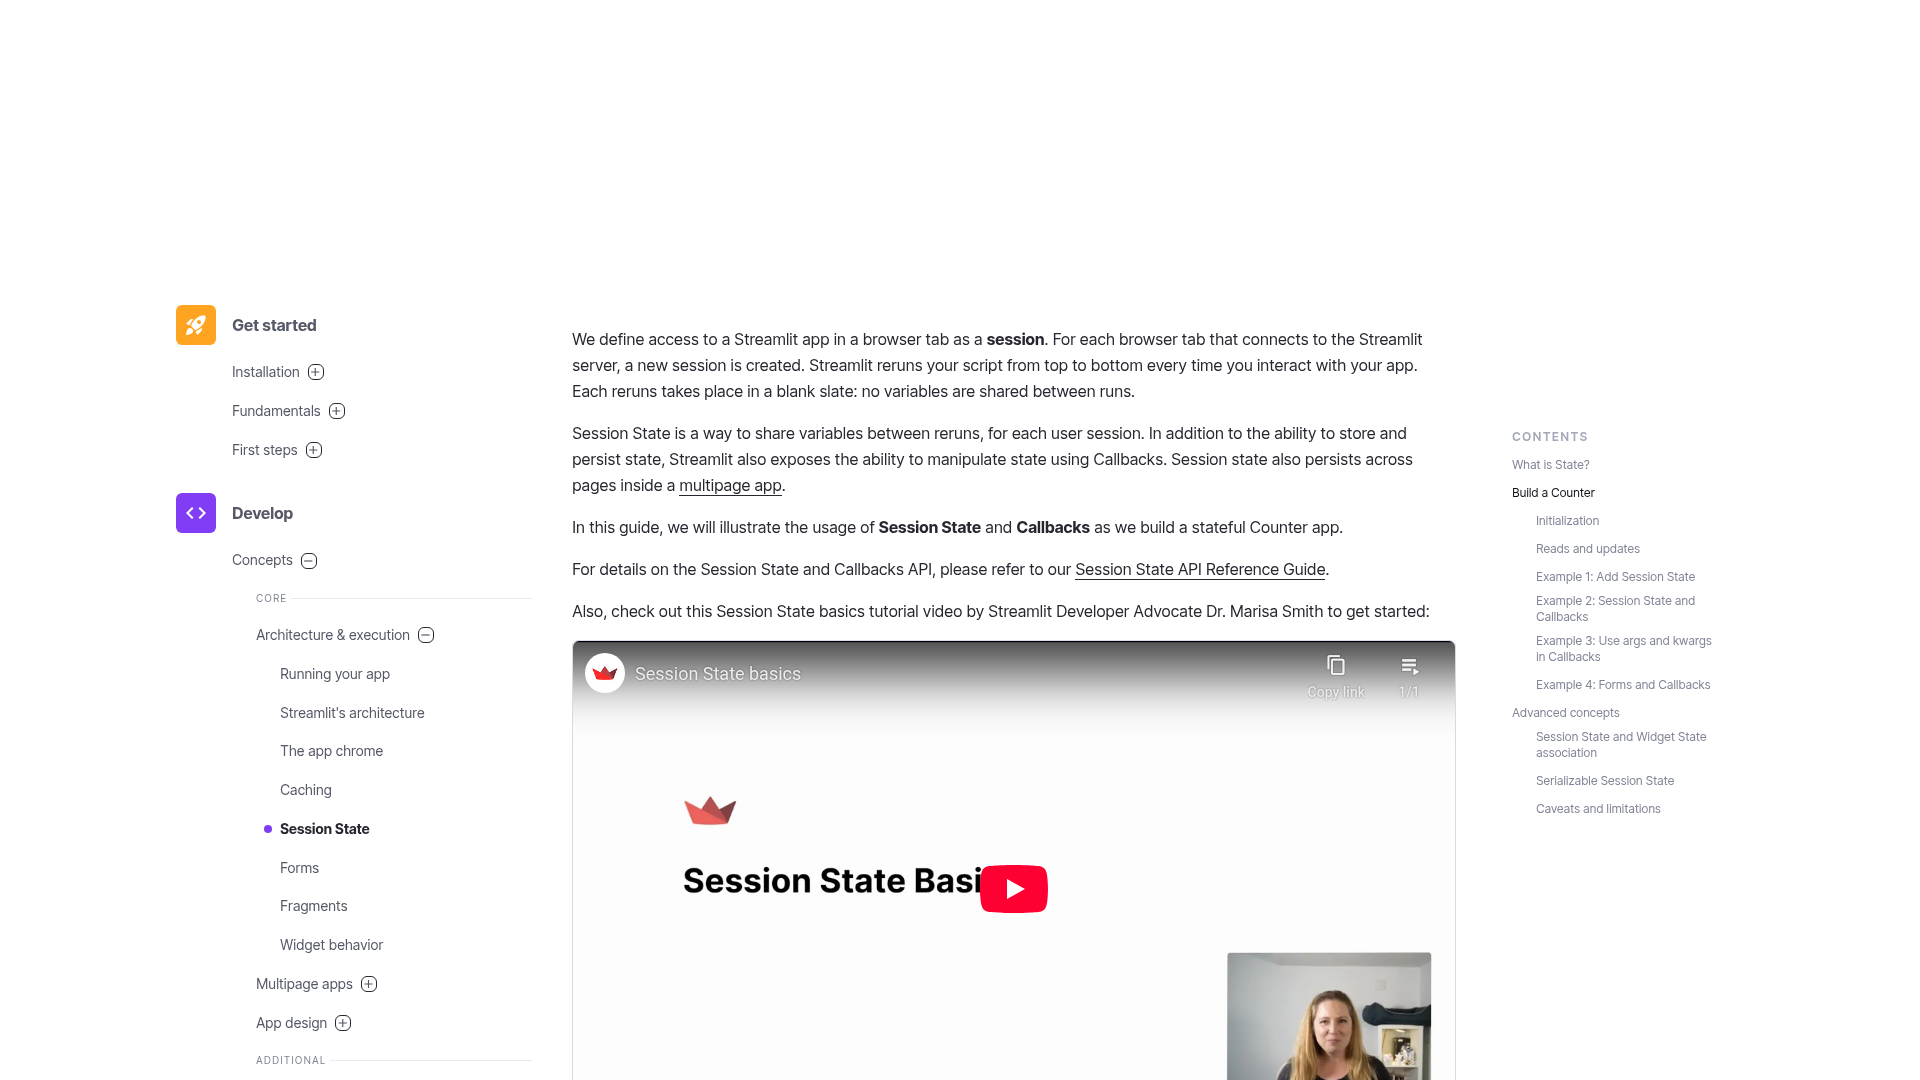 Get started
Installation
Fundamentals
First steps
Develop
Concepts
CORE
Architecture & execution
Running your app
Streamlit's architecture
The app chrome
Caching
Session State
Forms
Fragments
Widget behavior
Multipage apps
App design
ADDITIONAL
We define access to a Streamlit app in a browser tab as a session. For each browser tab that connects to the Streamlit
server, a new session is created. Streamlit reruns your script from top to bottom every time you interact with your app.
Each reruns takes place in a blank slate: no variables are shared between runs.
Session State is a way to share variables between reruns, for each user session. In addition to the ability to store and
persist state, Streamlit also exposes the ability to manipulate state using Callbacks. Session state also persists across
pages inside a multipage app.
In this guide, we will illustrate the usage of Session State and Callbacks as we build a stateful Counter app.
For details on the Session State and Callbacks API, please refer to our Session State API Reference Guide.
Also, check out this Session State basics tutorial video by Streamlit Developer Advocate Dr. Marisa Smith to get started:
Session State basics
Copy link
1/1
Session State Basi
CONTENTS
What is State?
Build a Counter
Initialization
Reads and updates
Example 1: Add Session State
Example 2: Session State and
Callbacks
Example 3: Use args and kwargs
in Callbacks
Example 4: Forms and Callbacks
Advanced concepts
Session State and Widget State
association
Serializable Session State
Caveats and limitations